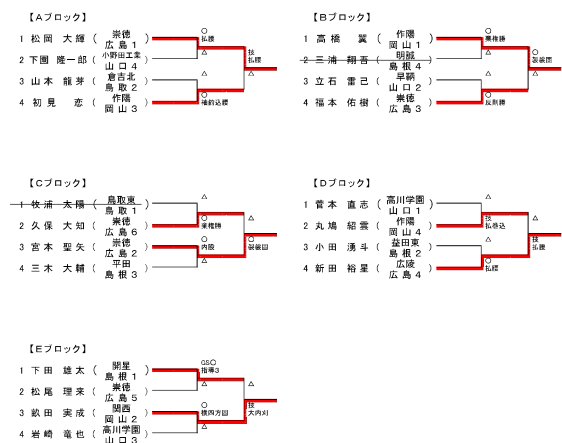 【Aブロック】
1 松岡 大輝 ( 崇徳 広島1 )
○
払腰
技
払腰
2 下園 隆一郎 ( 小野田工業 山口4 )
△
△
3 山本 龍芽 ( 倉吉北 鳥取2 )
△
4 初見 恋 ( 作陽 岡山3 )
○
袖釣込腰
【Bブロック】
1 高橋 翼 ( 作陽 岡山1 )
○
棄権勝
2 三浦 翔吾 ( 明誠 島根4 )
△
○
袈裟固
3 立石 雷己 ( 早鞆 山口2 )
△
△
4 福本 佑樹 ( 崇徳 広島3 )
○
反則勝
【Cブロック】
1 牧浦 太陽 ( 鳥取東 鳥取1 )
△
2 久保 大知 ( 崇徳 広島6 )
○
棄権勝
△
3 宮本 聖矢 ( 崇徳 広島2 )
○
内股
○
袈裟固
4 三木 大輔 ( 平田 島根3 )
△
【Dブロック】
1 菅本 直志 ( 高川学園 山口1 )
△
2 丸鳩 紹雲 ( 作陽 岡山4 )
技
払巻込
△
3 小田 湧斗 ( 益田東 島根2 )
△
技
払腰
4 新田 裕星 ( 広陵 広島4 )
○
払腰
【Eブロック】
1 下田 雄太 ( 開星 島根1 )
GS○
指導3
2 松尾 理来 ( 崇徳 広島5 )
△
△
3 畝田 実成 ( 関西 岡山2 )
○
横四方固
技
大内刈
4 岩崎 竜也 ( 高川学園 山口3 )
△